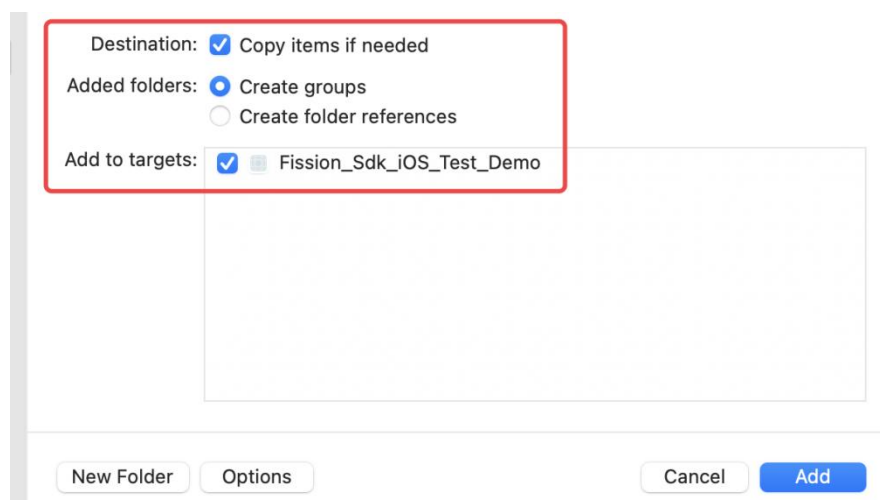 Destination: Copy items if needed
Added folders: Create groups
Create folder references
Add to targets: Fission_Sdk_iOS_Test_Demo
New Folder Options Cancel Add